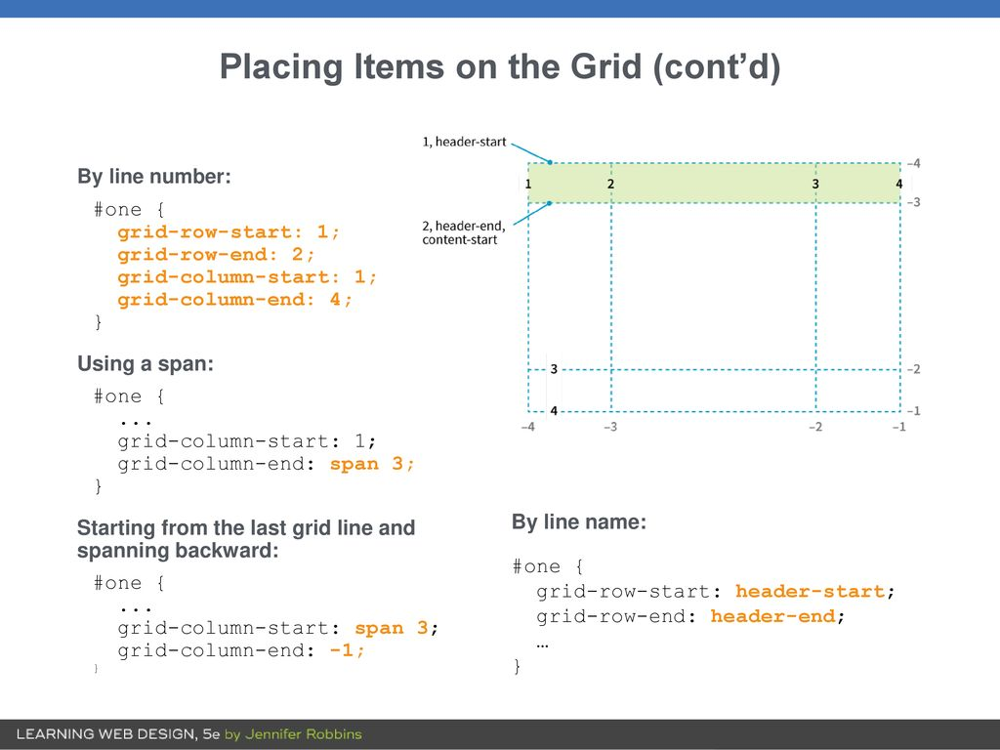 Placing Items on the Grid (cont’d)
By line number:
#one {
grid-row-start: 1;
grid-row-end: 2;
grid-column-start: 1;
grid-column-end: 4;
}
Using a span:
#one {
...
grid-column-start: 1;
grid-column-end: span 3;
}
Starting from the last grid line and
spanning backward:
#one {
...
grid-column-start: span 3;
grid-column-end: -1;
}
1, header-start
–4
1 2 3 4
–3
2, header-end,
content-start
3 –2
4 –1
–4 –3 –2 –1
By line name:
#one {
grid-row-start: header-start;
grid-row-end: header-end;
…
}
LEARNING WEB DESIGN, 5e by Jennifer Robbins